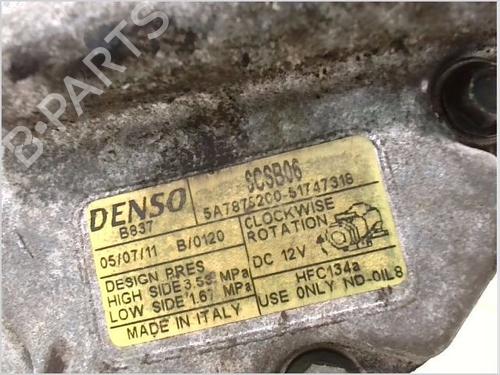 B-PARTS
DENSO
B837
05/07/11 B/0120
DESIGN PRES
HIGH SIDE 3.53 MPa
LOW SIDE 1.67 MPa
MADE IN ITALY
SCSB06
5A7875200-51747318
CLOCKWISE
ROTATION
DC 12V
HFC134a
USE ONLY ND-OIL8